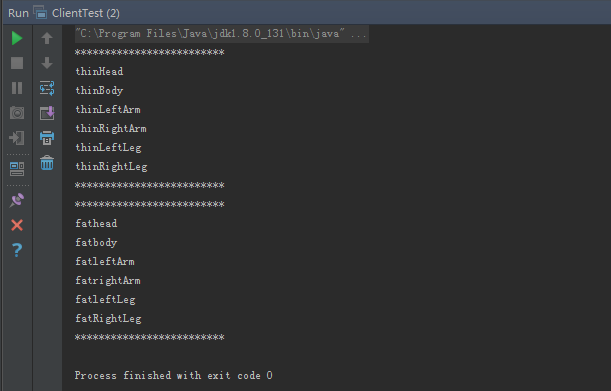 Run ClientTest (2)
"C:\Program Files\Java\jdk1.8.0_131\bin\java" ...
*************************
thinHead
thinBody
thinLeftArm
thinRightArm
thinLeftLeg
thinRightLeg
*************************
*************************
fathead
fatbody
fatleftArm
fatrightArm
fatleftLeg
fatRightLeg
*************************
Process finished with exit code 0